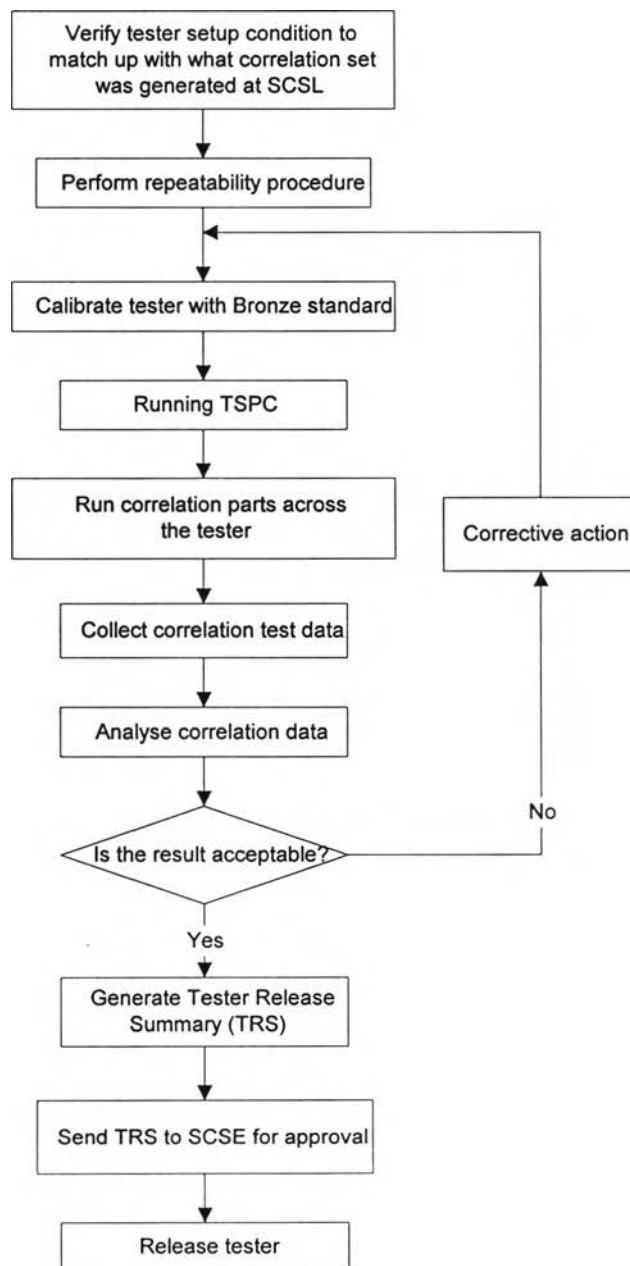 Verify tester setup condition to
match up with what correlation set
was generated at SCSL
Perform repeatability procedure
Calibrate tester with Bronze standard
Running TSPC
Run correlation parts across
the tester
Corrective action
Collect correlation test data
Analyse correlation data
No
Is the result acceptable?
Yes
Generate Tester Release
Summary (TRS)
Send TRS to SCSE for approval
Release tester